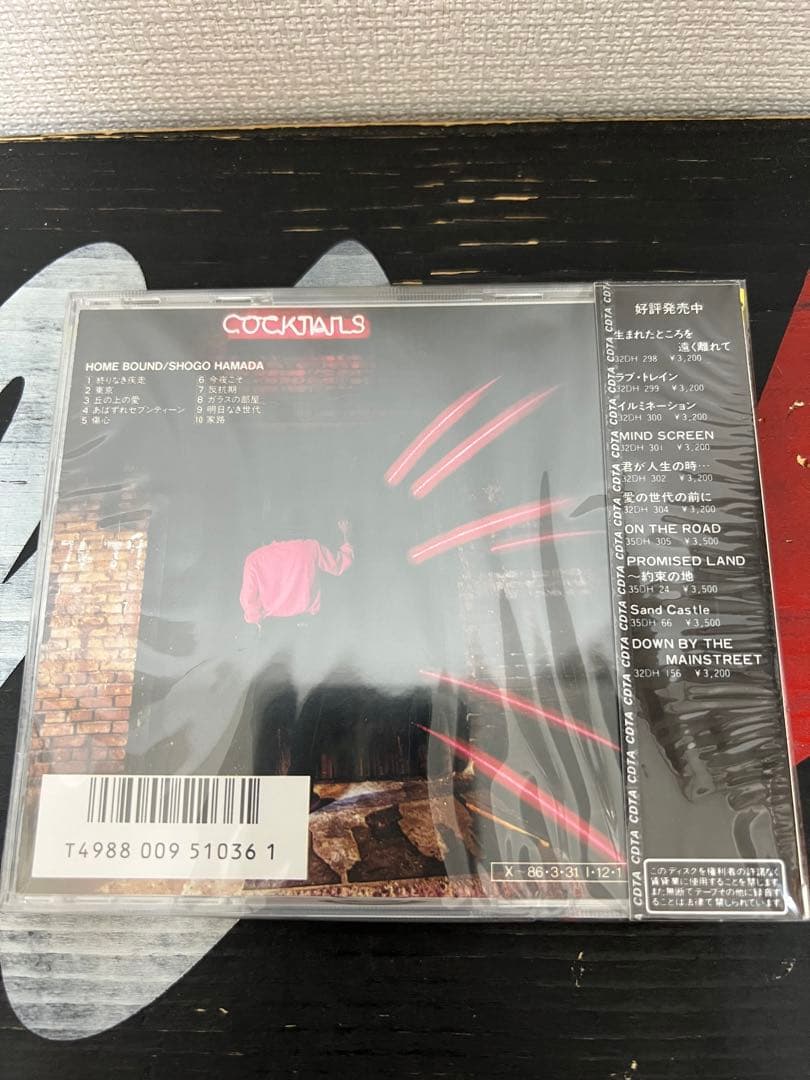 COCKTAILS
HOME BOUND/SHOGO HAMADA
1 終りなき疾走
2 東京
3 丘の上の愛
4 あばずれセブンティーン
5 傷心
6 今夜こそ
7 反抗期
8 ガラスの部屋
9 明日なき世代
10 家路
T4988 009 51036 1
X-86・3・31 I・12・1
好評発売中
生まれたところを
遠く離れて
32DH 298 ¥3,200
ラブ・トレイン
32DH 299 ¥3,200
イルミネーション
32DH 300 ¥3,200
MIND SCREEN
32DH 301 ¥3,200
君が人生の時…
32DH 302 ¥3,200
愛の世代の前に
32DH 304 ¥3,200
ON THE ROAD
35DH 305 ¥3,500
PROMISED LAND
〜約束の地
35DH 24 ¥3,500
Sand Castle
35DH 66 ¥3,500
DOWN BY THE
MAINSTREET
32DH 156 ¥3,200
CDTA CDTA CDTA CDTA CDTA CDTA CDTA CDTA CDTA CDTA CDTA CDTA
このディスクを権利者の許諾なく
賃貸業に使用することを禁じます。
また無断でテープその他に録音す
ることは法律で禁じられています。